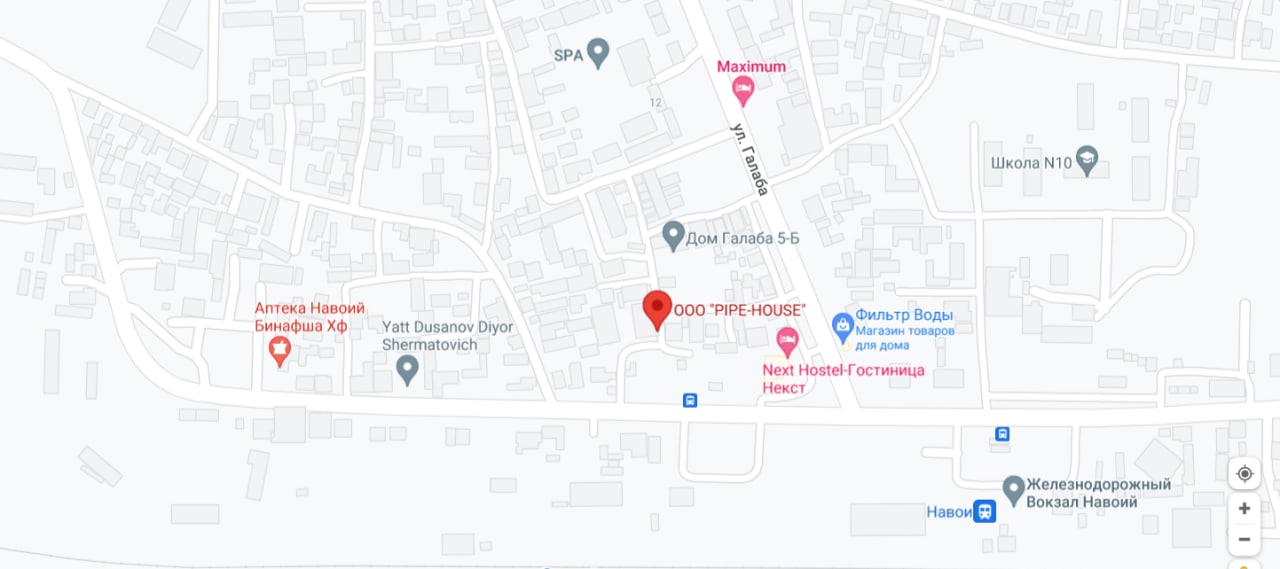 SPA
Maximum
12
ул. Галаба
Школа N10
Дом Галаба 5-Б
Аптека Навоий
Бинафша Хф
ООО "PIPE-HOUSE"
Фильтр Воды
Магазин товаров
для дома
Yatt Dusanov Diyor
Shermatovich
Next Hostel-Гостиница
Некст
Железнодорожный
Вокзал Навоий
Навои
+
−